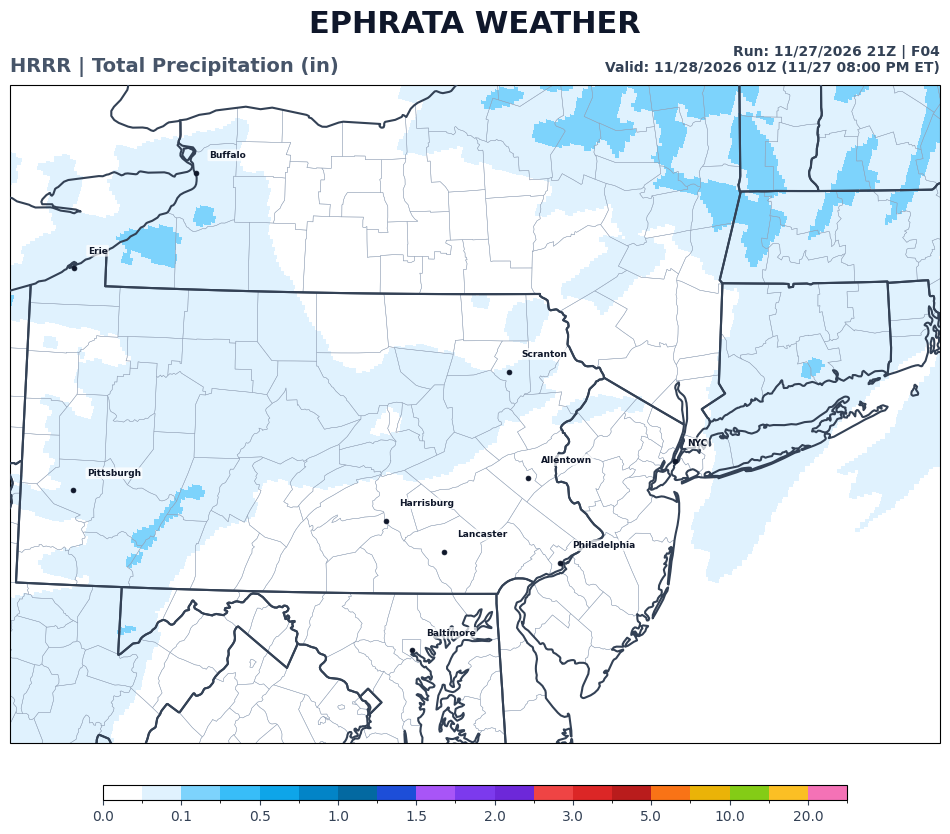 EPHRATA WEATHER
HRRR | Total Precipitation (in)
Run: 11/27/2026 21Z | F04
Valid: 11/28/2026 01Z (11/27 08:00 PM ET)
Buffalo
Erie
Scranton
NYC
Pittsburgh
Allentown
Harrisburg
Lancaster
Philadelphia
Baltimore
0.0 0.1 0.5 1.0 1.5 2.0 3.0 5.0 10.0 20.0